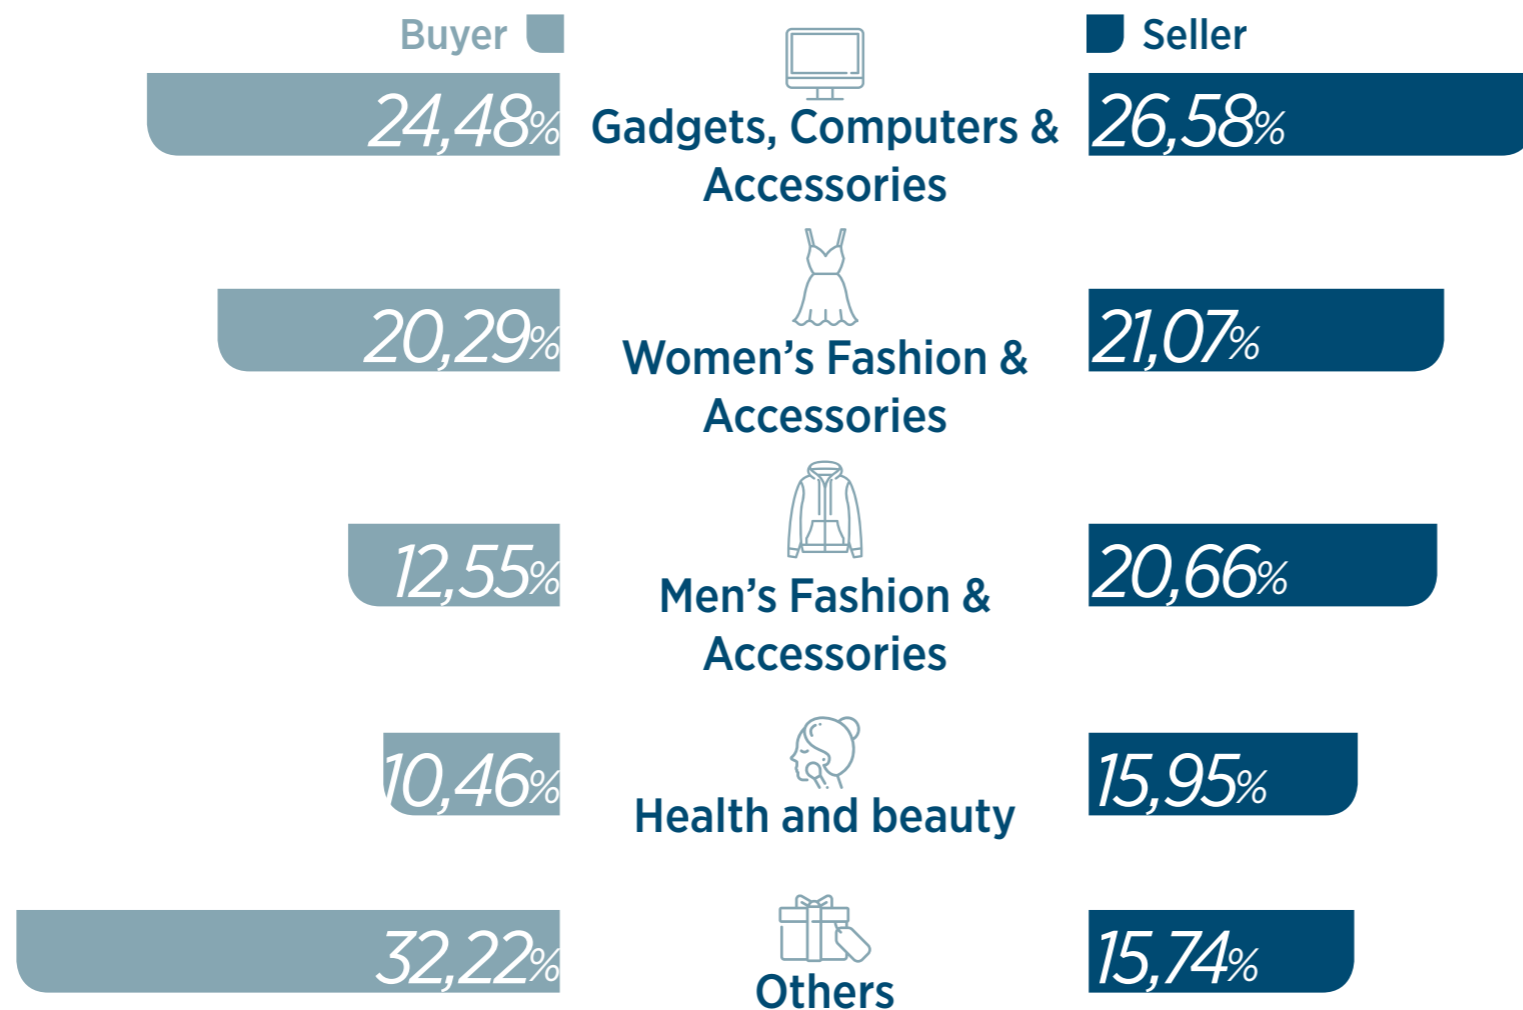 Buyer
Seller
24,48%
Gadgets, Computers &
Accessories
26,58%
20,29%
Women’s Fashion &
Accessories
21,07%
12,55%
Men’s Fashion &
Accessories
20,66%
10,46%
Health and beauty
15,95%
32,22%
Others
15,74%